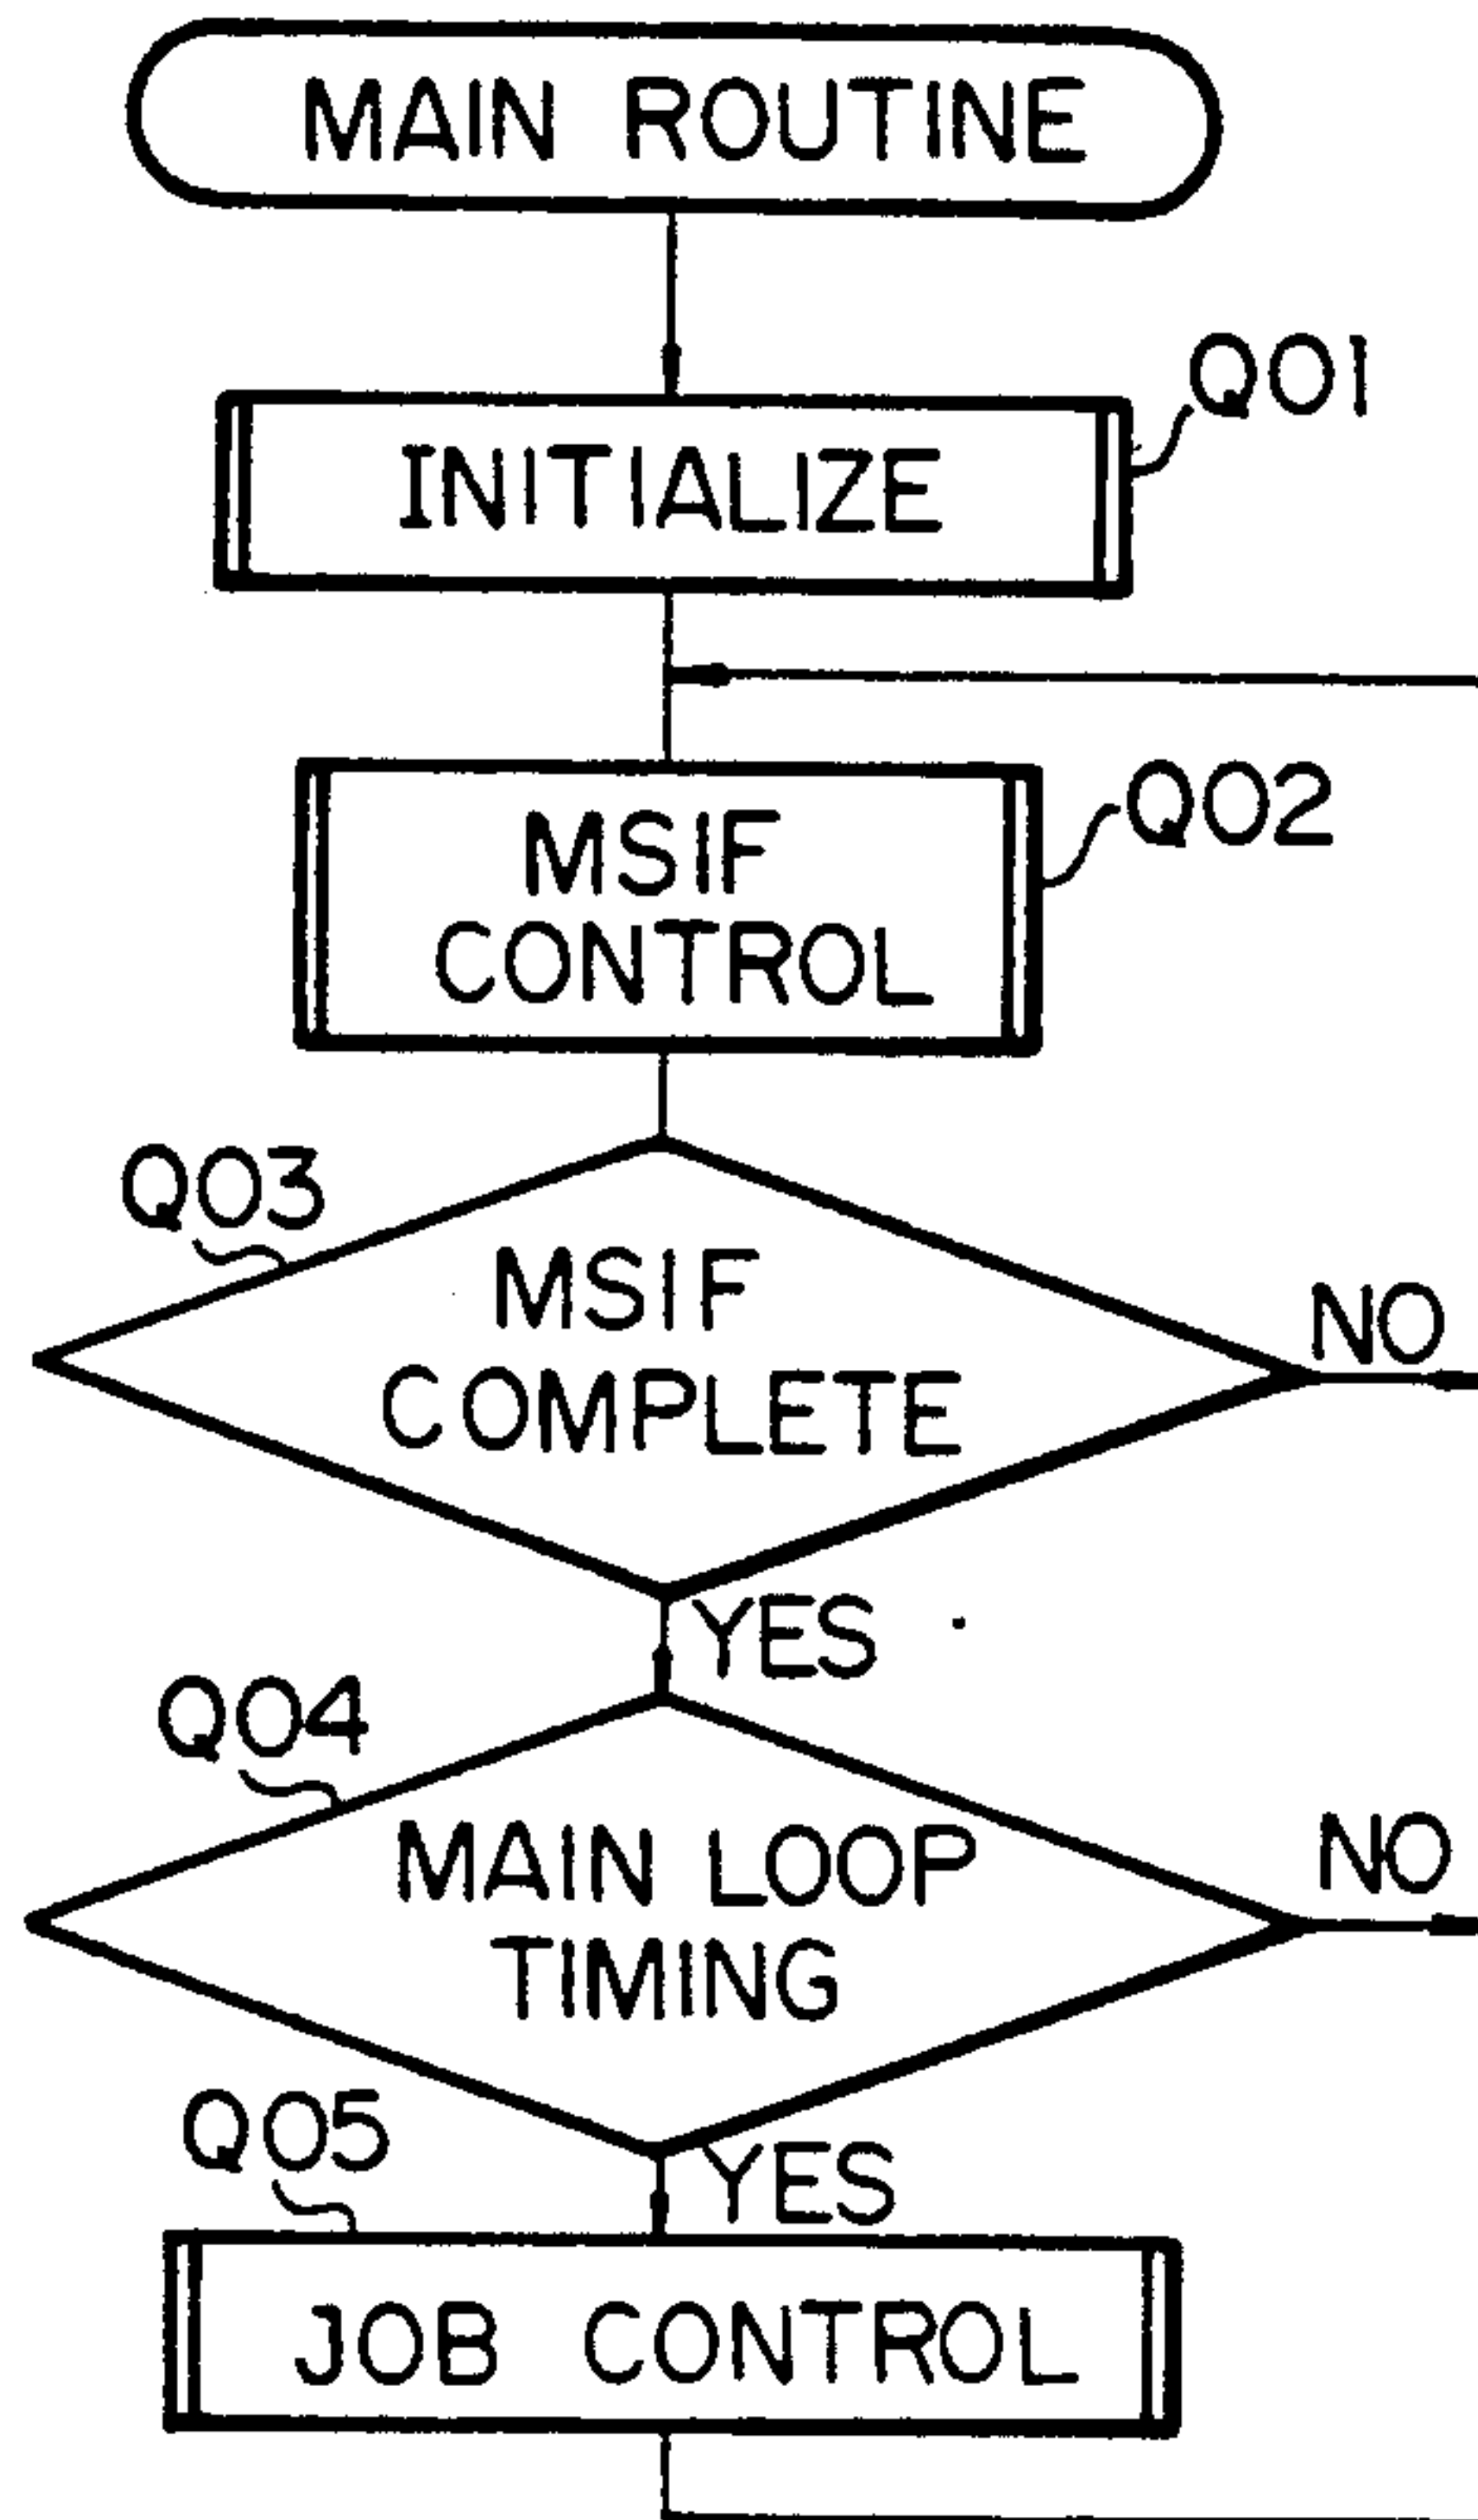 MAIN ROUTINE
Q01
INITIALIZE
Q02
MSIF
CONTROL
Q03
MSIF
COMPLETE
NO
YES
Q04
MAIN LOOP
TIMING
NO
YES
Q05
JOB CONTROL